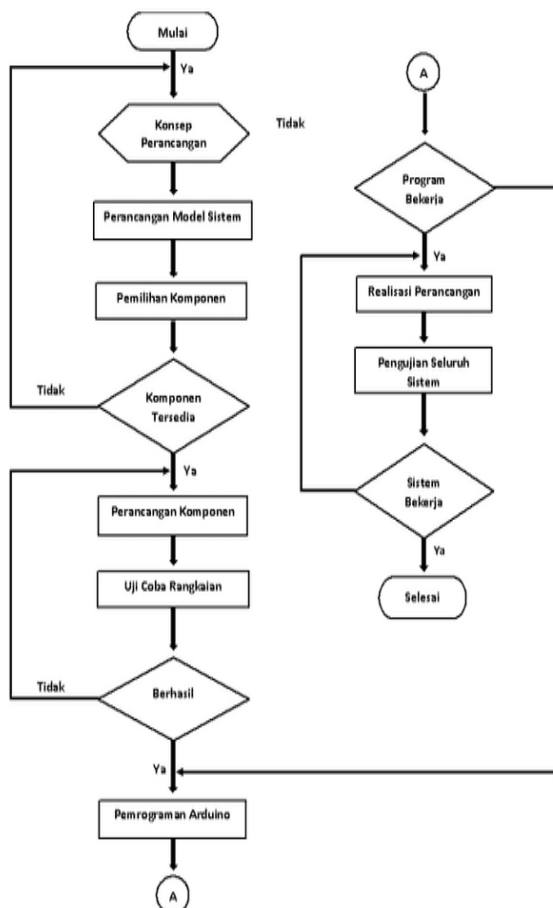 Mulai
Ya
Konsep
Perancangan
Perancangan Model Sistem
Pemilihan Komponen
Tidak
Komponen
Tersedia
Ya
Perancangan Komponen
Uji Coba Rangkaian
Tidak
Berhasil
Ya
Pemrograman Arduino
A
A
Tidak
Program
Bekerja
Ya
Realisasi Perancangan
Pengujian Seluruh
Sistem
Sistem
Bekerja
Ya
Selesai